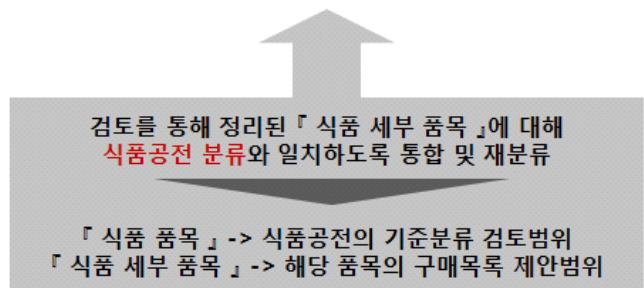 검토를 통해 정리된 『 식품 세부 품목 』에 대해
식품공전 분류와 일치하도록 통합 및 재분류
『 식품 품목 』 -> 식품공전의 기준분류 검토범위
『 식품 세부 품목 』 -> 해당 품목의 구매목록 제안범위